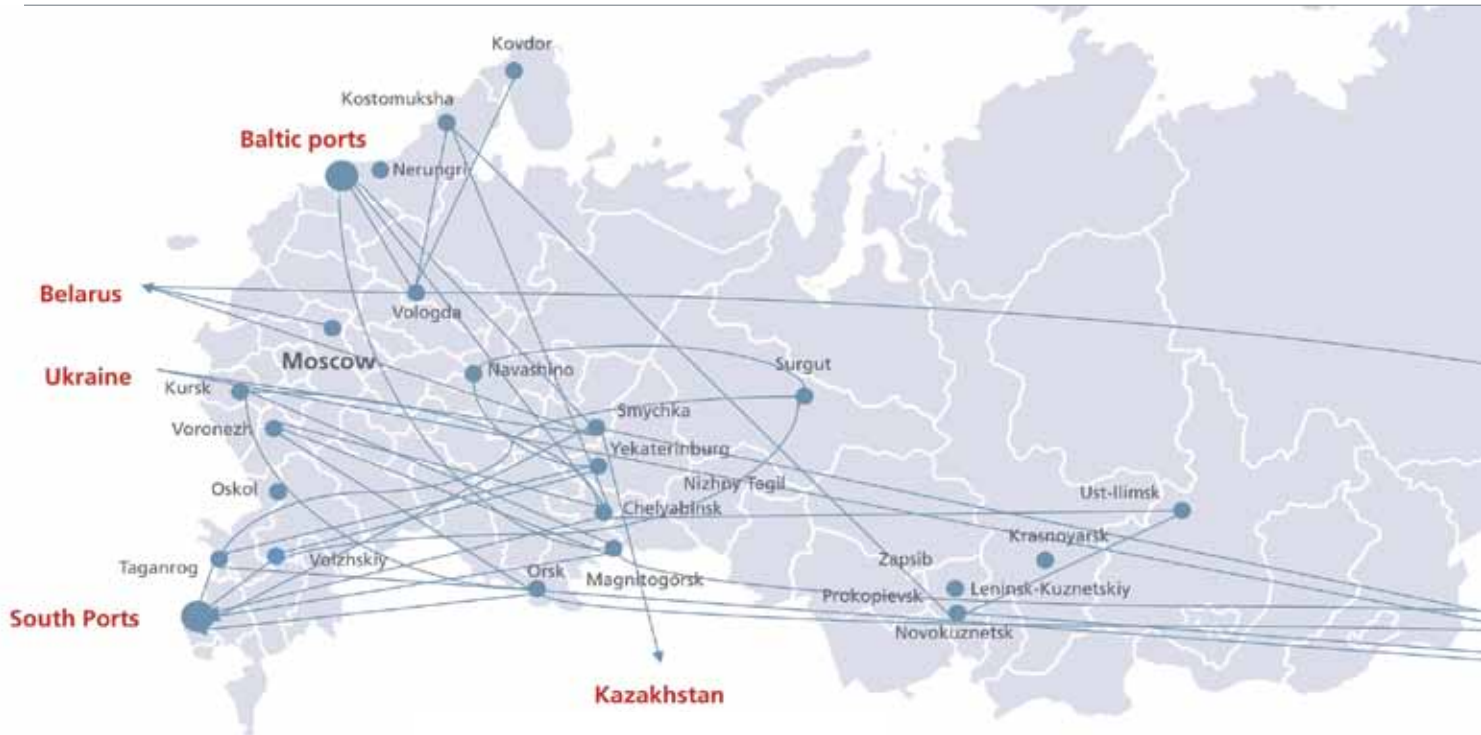 Kovdor
Kostomuksha
Baltic ports
Nerungri
Belarus
Vologda
Moscow
Ukraine
Navashino
Surgut
Kursk
Smychka
Voronezh
Yekaterinburg
Nizhny Tagil
Oskol
Ust-Ilimsk
Chelyabinsk
Krasnoyarsk
Volzhskiy
Zapsib
Taganrog
Orsk
Magnitogorsk
Leninsk-Kuznetskiy
Prokopievsk
South Ports
Novokuznetsk
Kazakhstan